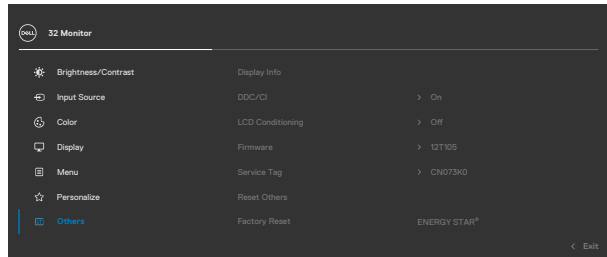 DELL 32 Monitor
Brightness/Contrast Display Info
Input Source DDC/CI > On
Color LCD Conditioning > Off
Display Firmware > 12T105
Menu Service Tag > CN073K0
Personalize Reset Others
Others Factory Reset ENERGY STAR®
< Exit